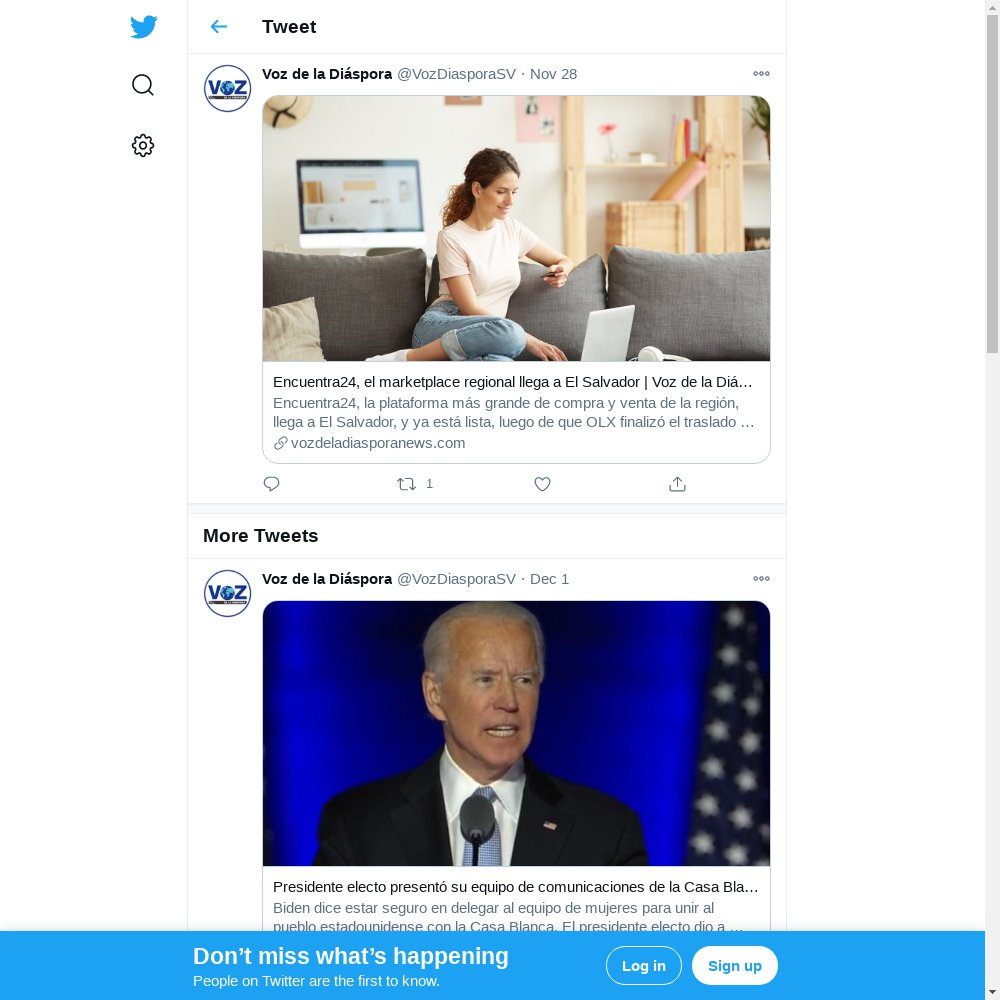 Tweet
VOZ
Voz de la Diáspora @VozDiasporaSV · Nov 28
Encuentra24, el marketplace regional llega a El Salvador | Voz de la Diá…
Encuentra24, la plataforma más grande de compra y venta de la región,
llega a El Salvador, y ya está lista, luego de que OLX finalizó el traslado …
vozdeladiasporanews.com
1
More Tweets
VOZ
Voz de la Diáspora @VozDiasporaSV · Dec 1
Presidente electo presentó su equipo de comunicaciones de la Casa Bla…
Biden dice estar seguro en delegar al equipo de mujeres para unir al
pueblo estadounidense con la Casa Blanca. El presidente electo dio a …
Don’t miss what’s happening
People on Twitter are the first to know.
Log in
Sign up